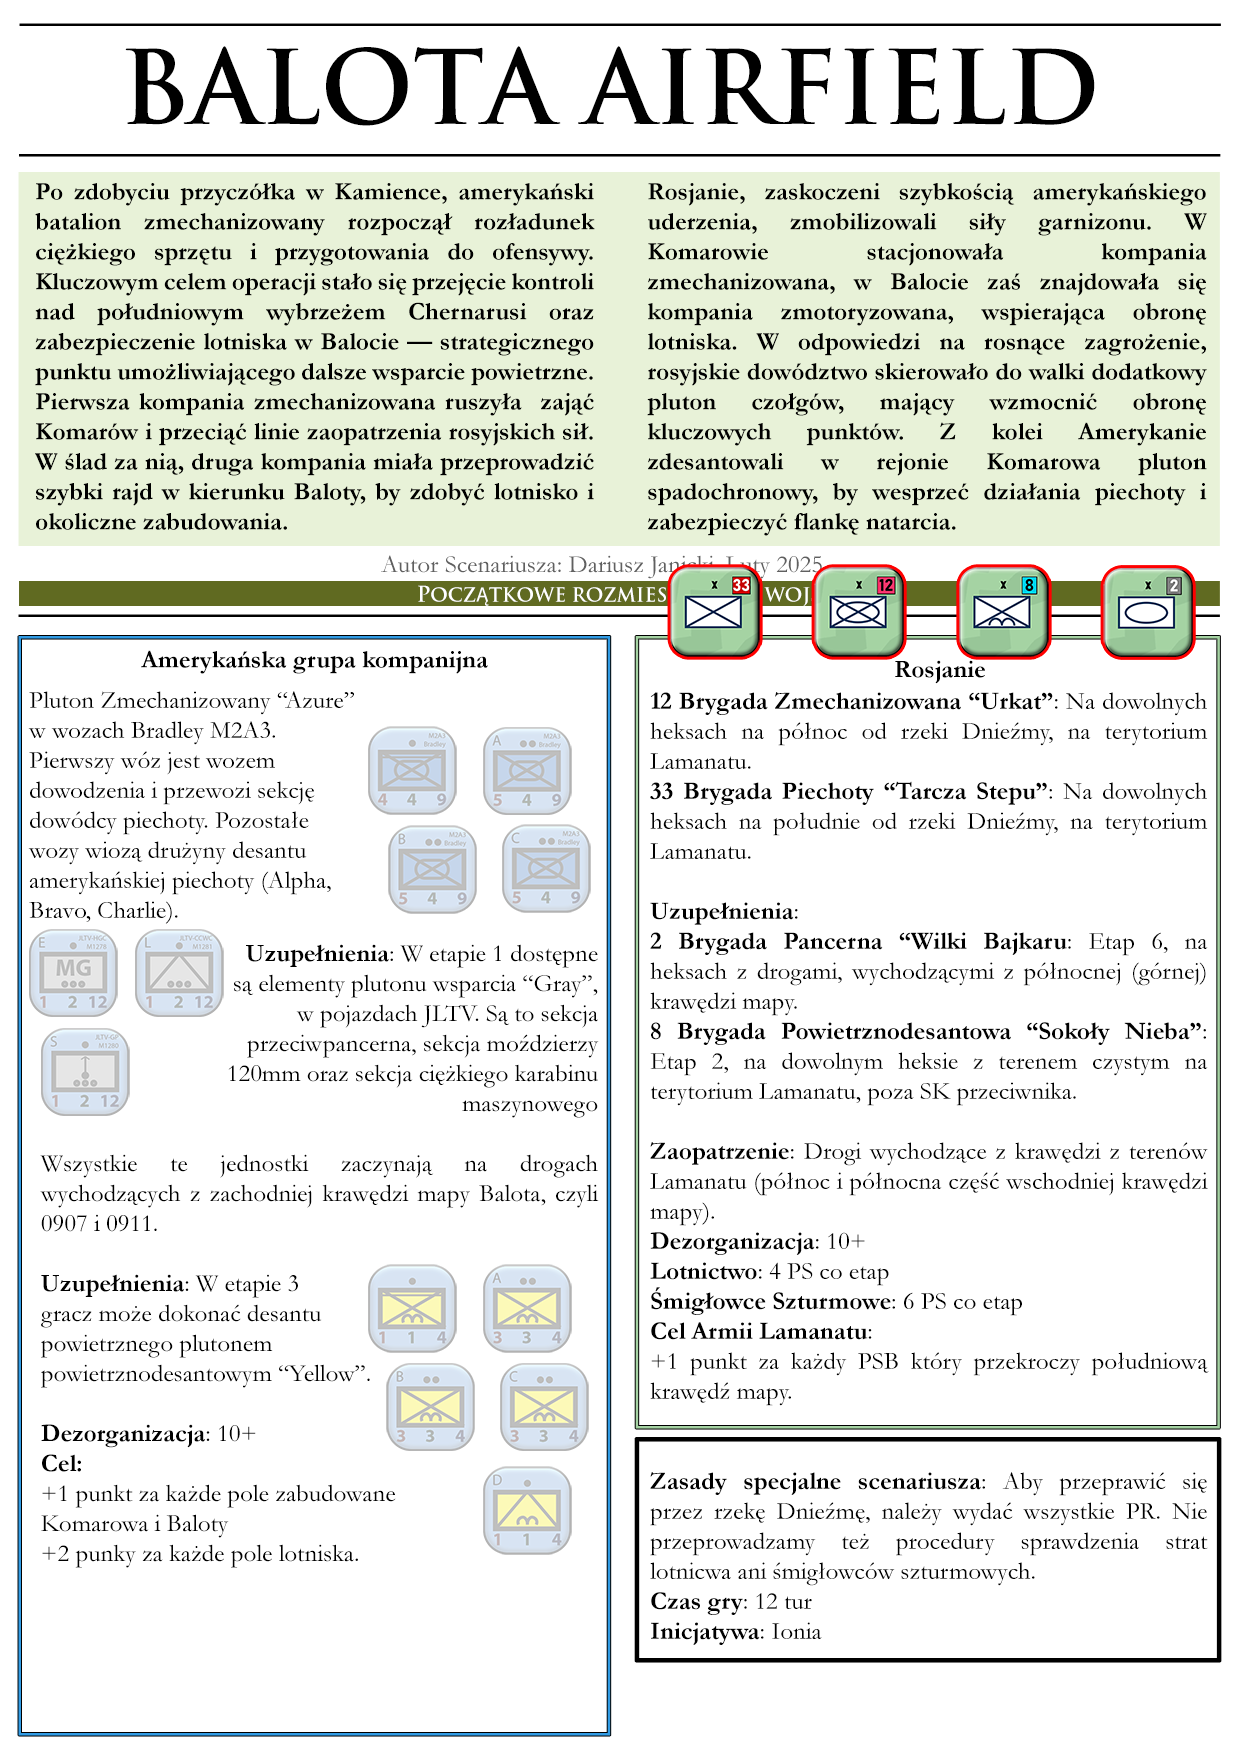 BALOTA AIRFIELD
Po zdobyciu przyczółka w Kamience, amerykański
batalion zmechanizowany rozpoczął rozładunek
ciężkiego sprzętu i przygotowania do ofensywy.
Kluczowym celem operacji stało się przejęcie kontroli
nad południowym wybrzeżem Chernarusi oraz
zabezpieczenie lotniska w Balocie — strategicznego
punktu umożliwiającego dalsze wsparcie powietrzne.
Pierwsza kompania zmechanizowana ruszyła zająć
Komarów i przeciąć linie zaopatrzenia rosyjskich sił.
W ślad za nią, druga kompania miała przeprowadzić
szybki rajd w kierunku Baloty, by zdobyć lotnisko i
okoliczne zabudowania.
Rosjanie, zaskoczeni szybkością amerykańskiego
uderzenia, zmobilizowali siły garnizonu. W
Komarowie stacjonowała kompania
zmechanizowana, w Balocie zaś znajdowała się
kompania zmotoryzowana, wspierająca obronę
lotniska. W odpowiedzi na rosnące zagrożenie,
rosyjskie dowództwo skierowało do walki dodatkowy
pluton czołgów, mający wzmocnić obronę
kluczowych punktów. Z kolei Amerykanie
zdesantowali w rejonie Komarowa pluton
spadochronowy, by wesprzeć działania piechoty i
zabezpieczyć flankę natarcia.
Autor Scenariusza: Dariusz Janicki, Luty 2025
POCZĄTKOWE ROZMIES WOJ
x 33
x 12
x 8
x 2
Amerykańska grupa kompanijna
Pluton Zmechanizowany “Azure”
w wozach Bradley M2A3.
Pierwszy wóz jest wozem
dowodzenia i przewozi sekcję
dowódcy piechoty. Pozostałe
wozy wiozą drużyny desantu
amerykańskiej piechoty (Alpha,
Bravo, Charlie).
M2A3
Bradley
4 4 9
A M2A3
Bradley
5 4 9
B M2A3
Bradley
5 4 9
C M2A3
Bradley
5 4 9
E JLTV-HGC
M1278
MG
1 2 12
L JLTV-CCWC
M1281
1 2 12
S JLTV-GP
M1280
1 2 12
Uzupełnienia: W etapie 1 dostępne
są elementy plutonu wsparcia “Gray”,
w pojazdach JLTV. Są to sekcja
przeciwpancerna, sekcja moździerzy
120mm oraz sekcja ciężkiego karabinu
maszynowego
Wszystkie te jednostki zaczynają na drogach
wychodzących z zachodniej krawędzi mapy Balota, czyli
0907 i 0911.
Uzupełnienia: W etapie 3
gracz może dokonać desantu
powietrznego plutonem
powietrznodesantowym “Yellow”.
1 1 4
A
3 3 4
B
3 3 4
C
3 3 4
D
1 1 4
Dezorganizacja: 10+
Cel:
+1 punkt za każde pole zabudowane
Komarowa i Baloty
+2 punky za każde pole lotniska.
Rosjanie
12 Brygada Zmechanizowana “Urkat”: Na dowolnych
heksach na północ od rzeki Dnieźmy, na terytorium
Lamanatu.
33 Brygada Piechoty “Tarcza Stepu”: Na dowolnych
heksach na południe od rzeki Dnieźmy, na terytorium
Lamanatu.
Uzupełnienia:
2 Brygada Pancerna “Wilki Bajkaru: Etap 6, na
heksach z drogami, wychodzącymi z północnej (górnej)
krawędzi mapy.
8 Brygada Powietrznodesantowa “Sokoły Nieba”:
Etap 2, na dowolnym heksie z terenem czystym na
terytorium Lamanatu, poza SK przeciwnika.
Zaopatrzenie: Drogi wychodzące z krawędzi z terenów
Lamanatu (północ i północna część wschodniej krawędzi
mapy).
Dezorganizacja: 10+
Lotnictwo: 4 PS co etap
Śmigłowce Szturmowe: 6 PS co etap
Cel Armii Lamanatu:
+1 punkt za każdy PSB który przekroczy południową
krawędź mapy.
Zasady specjalne scenariusza: Aby przeprawić się
przez rzekę Dnieźmę, należy wydać wszystkie PR. Nie
przeprowadzamy też procedury sprawdzenia strat
lotnicwa ani śmigłowców szturmowych.
Czas gry: 12 tur
Inicjatywa: Ionia